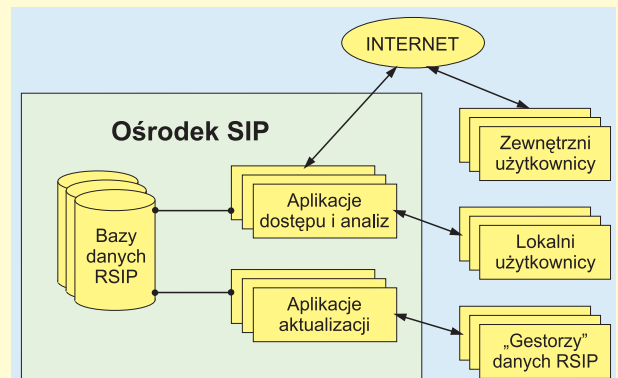 INTERNET
Ośrodek SIP
Zewnętrzni
użytkownicy
Aplikacje
dostępu i analiz
Bazy
danych
RSIP
Lokalni
użytkownicy
Aplikacje
aktualizacji
„Gestorzy”
danych RSIP